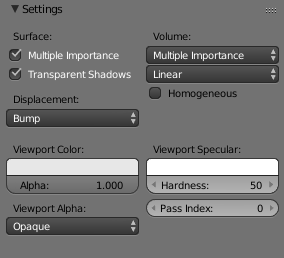 Settings
Surface:
Multiple Importance
Transparent Shadows
Displacement:
Bump
Volume:
Multiple Importance
Linear
Homogeneous
Viewport Color:
Alpha: 1.000
Viewport Alpha:
Opaque
Viewport Specular:
Hardness: 50
Pass Index: 0